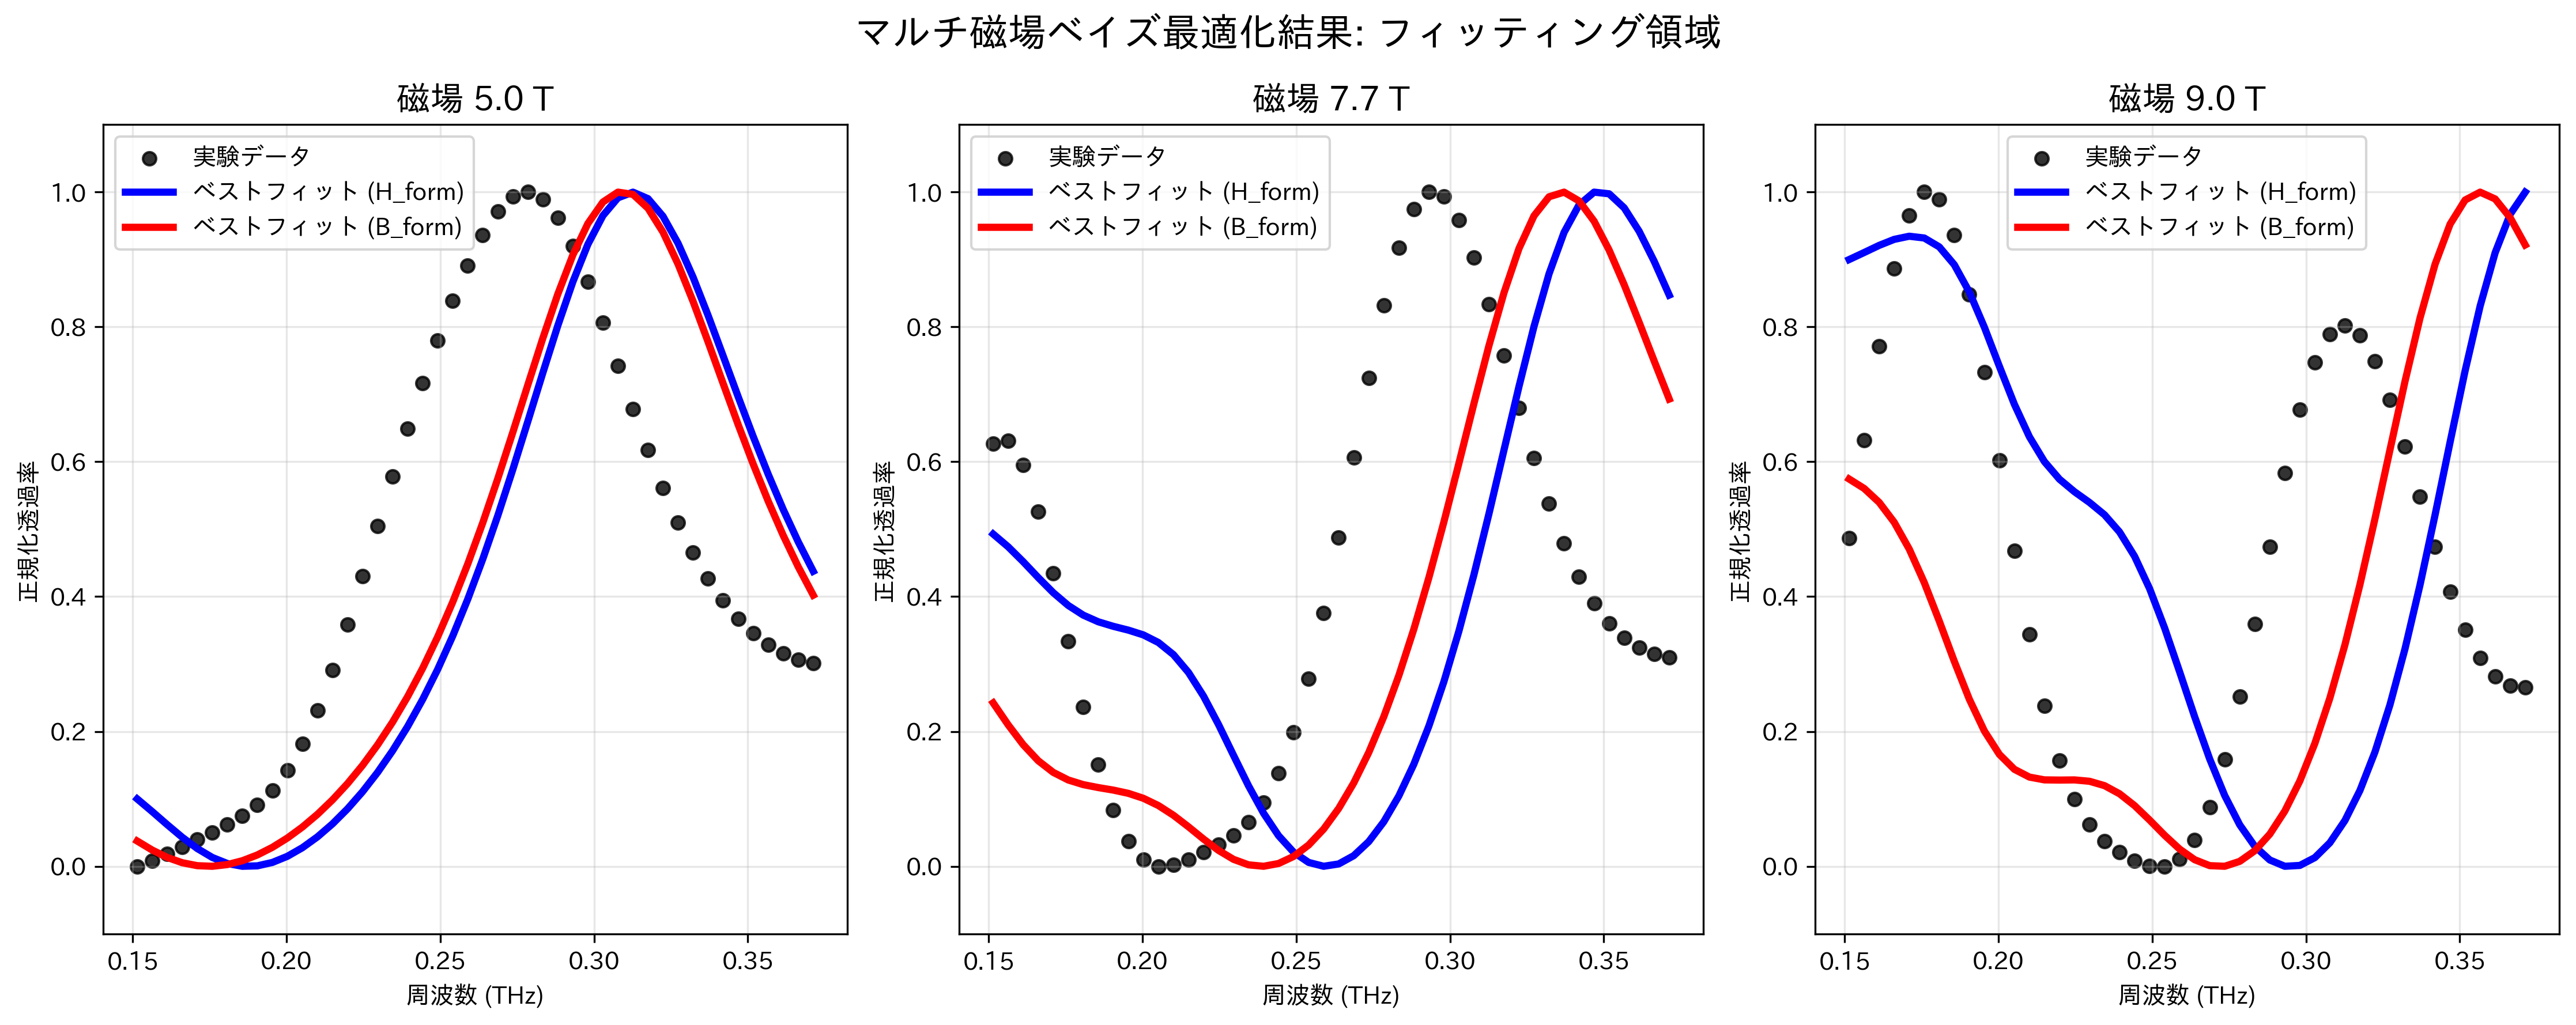 マルチ磁場ベイズ最適化結果: フィッティング領域
磁場 5.0 T
実験データ
ベストフィット (H_form)
ベストフィット (B_form)
正規化透過率
1.0
0.8
0.6
0.4
0.2
0.0
0.15 0.20 0.25 0.30 0.35
周波数 (THz)
磁場 7.7 T
実験データ
ベストフィット (H_form)
ベストフィット (B_form)
正規化透過率
1.0
0.8
0.6
0.4
0.2
0.0
0.15 0.20 0.25 0.30 0.35
周波数 (THz)
磁場 9.0 T
実験データ
ベストフィット (H_form)
ベストフィット (B_form)
正規化透過率
1.0
0.8
0.6
0.4
0.2
0.0
0.15 0.20 0.25 0.30 0.35
周波数 (THz)